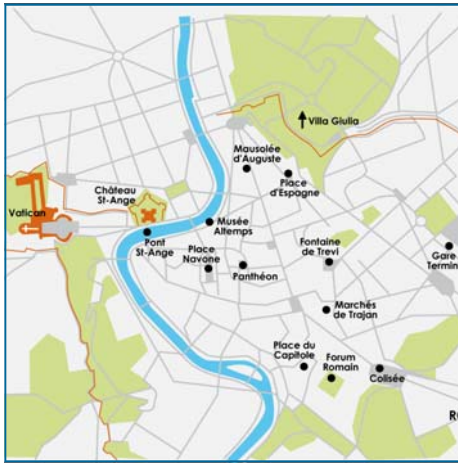 Villa Giulia
Mausolée
d'Auguste
Place
d'Espagne
Château
St-Ange
Vatican
Musée
Altemps
Pont
St-Ange
Place
Navone
Panthéon
Fontaine
de Trevi
Gare
Termin
Marchés
de Trajan
Place du
Capitole
Forum
Romain
Colisée
R